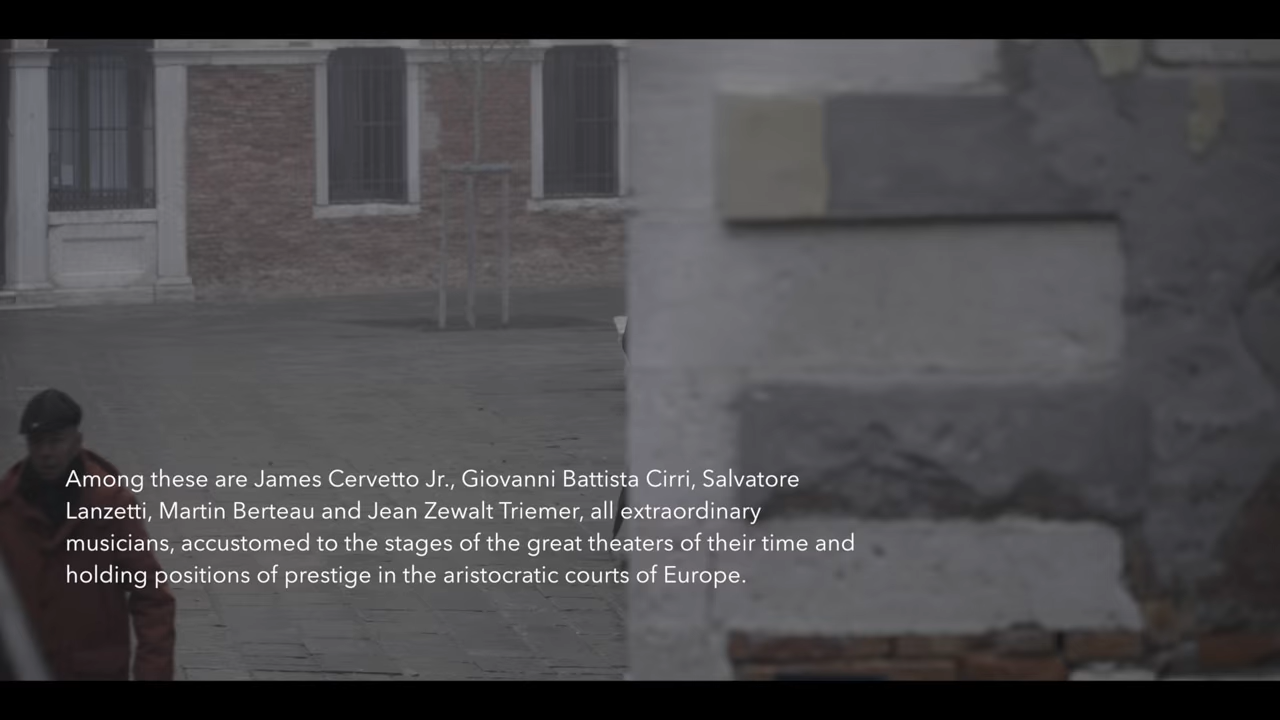 Among these are James Cervetto Jr., Giovanni Battista Cirri, Salvatore
Lanzetti, Martin Berteau and Jean Zewalt Triemer, all extraordinary
musicians, accustomed to the stages of the great theaters of their time and
holding positions of prestige in the aristocratic courts of Europe.